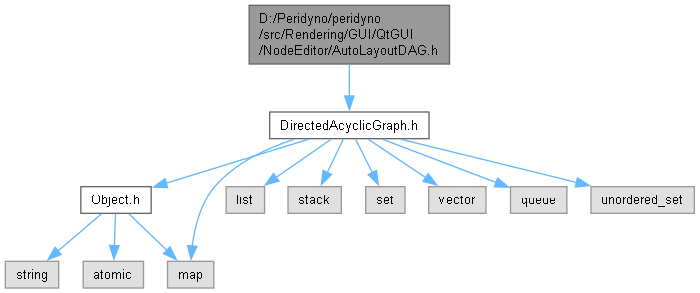 D:/Peridyno/peridyno
/src/Rendering/GUI/QtGUI
/NodeEditor/AutoLayoutDAG.h
DirectedAcyclicGraph.h
Object.h
list
stack
set
vector
queue
unordered_set
string
atomic
map